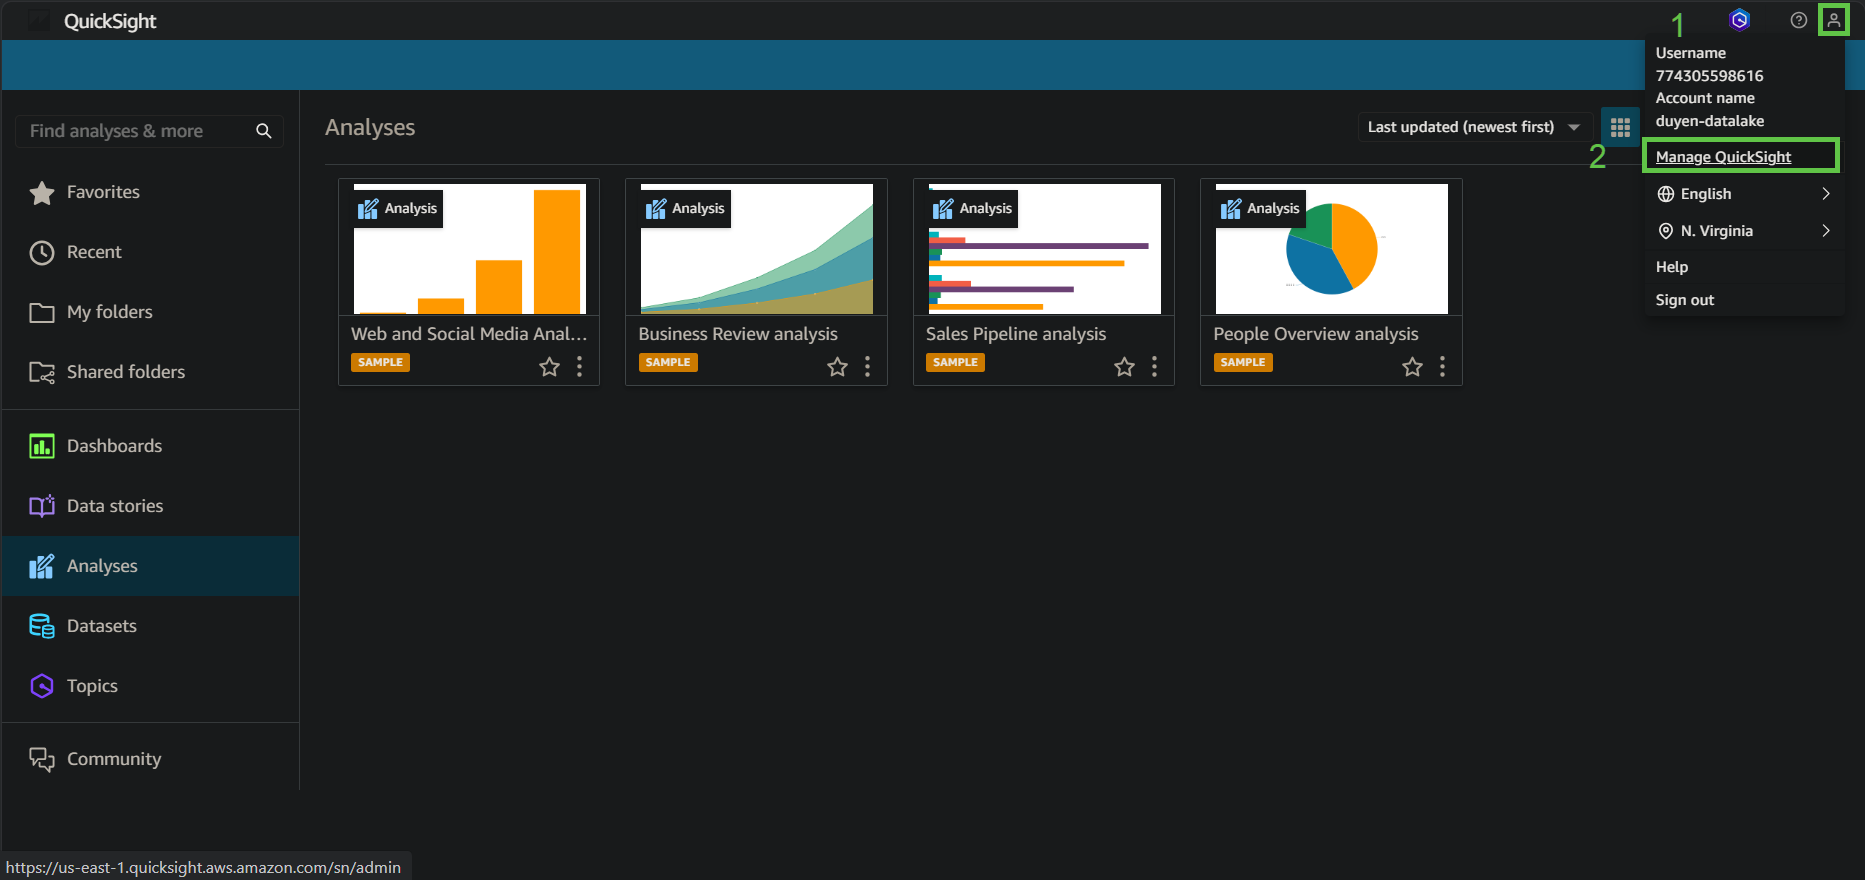 QuickSight
1
Username
774305598616
Account name
duyen-datalake
2
Manage QuickSight
English
N. Virginia
Help
Sign out
Find analyses & more
Favorites
Recent
My folders
Shared folders
Dashboards
Data stories
Analyses
Datasets
Topics
Community
Analyses
Last updated (newest first)
Analysis
Web and Social Media Anal...
SAMPLE
Analysis
Business Review analysis
SAMPLE
Analysis
Sales Pipeline analysis
SAMPLE
Analysis
People Overview analysis
SAMPLE
https://us-east-1.quicksight.aws.amazon.com/sn/admin